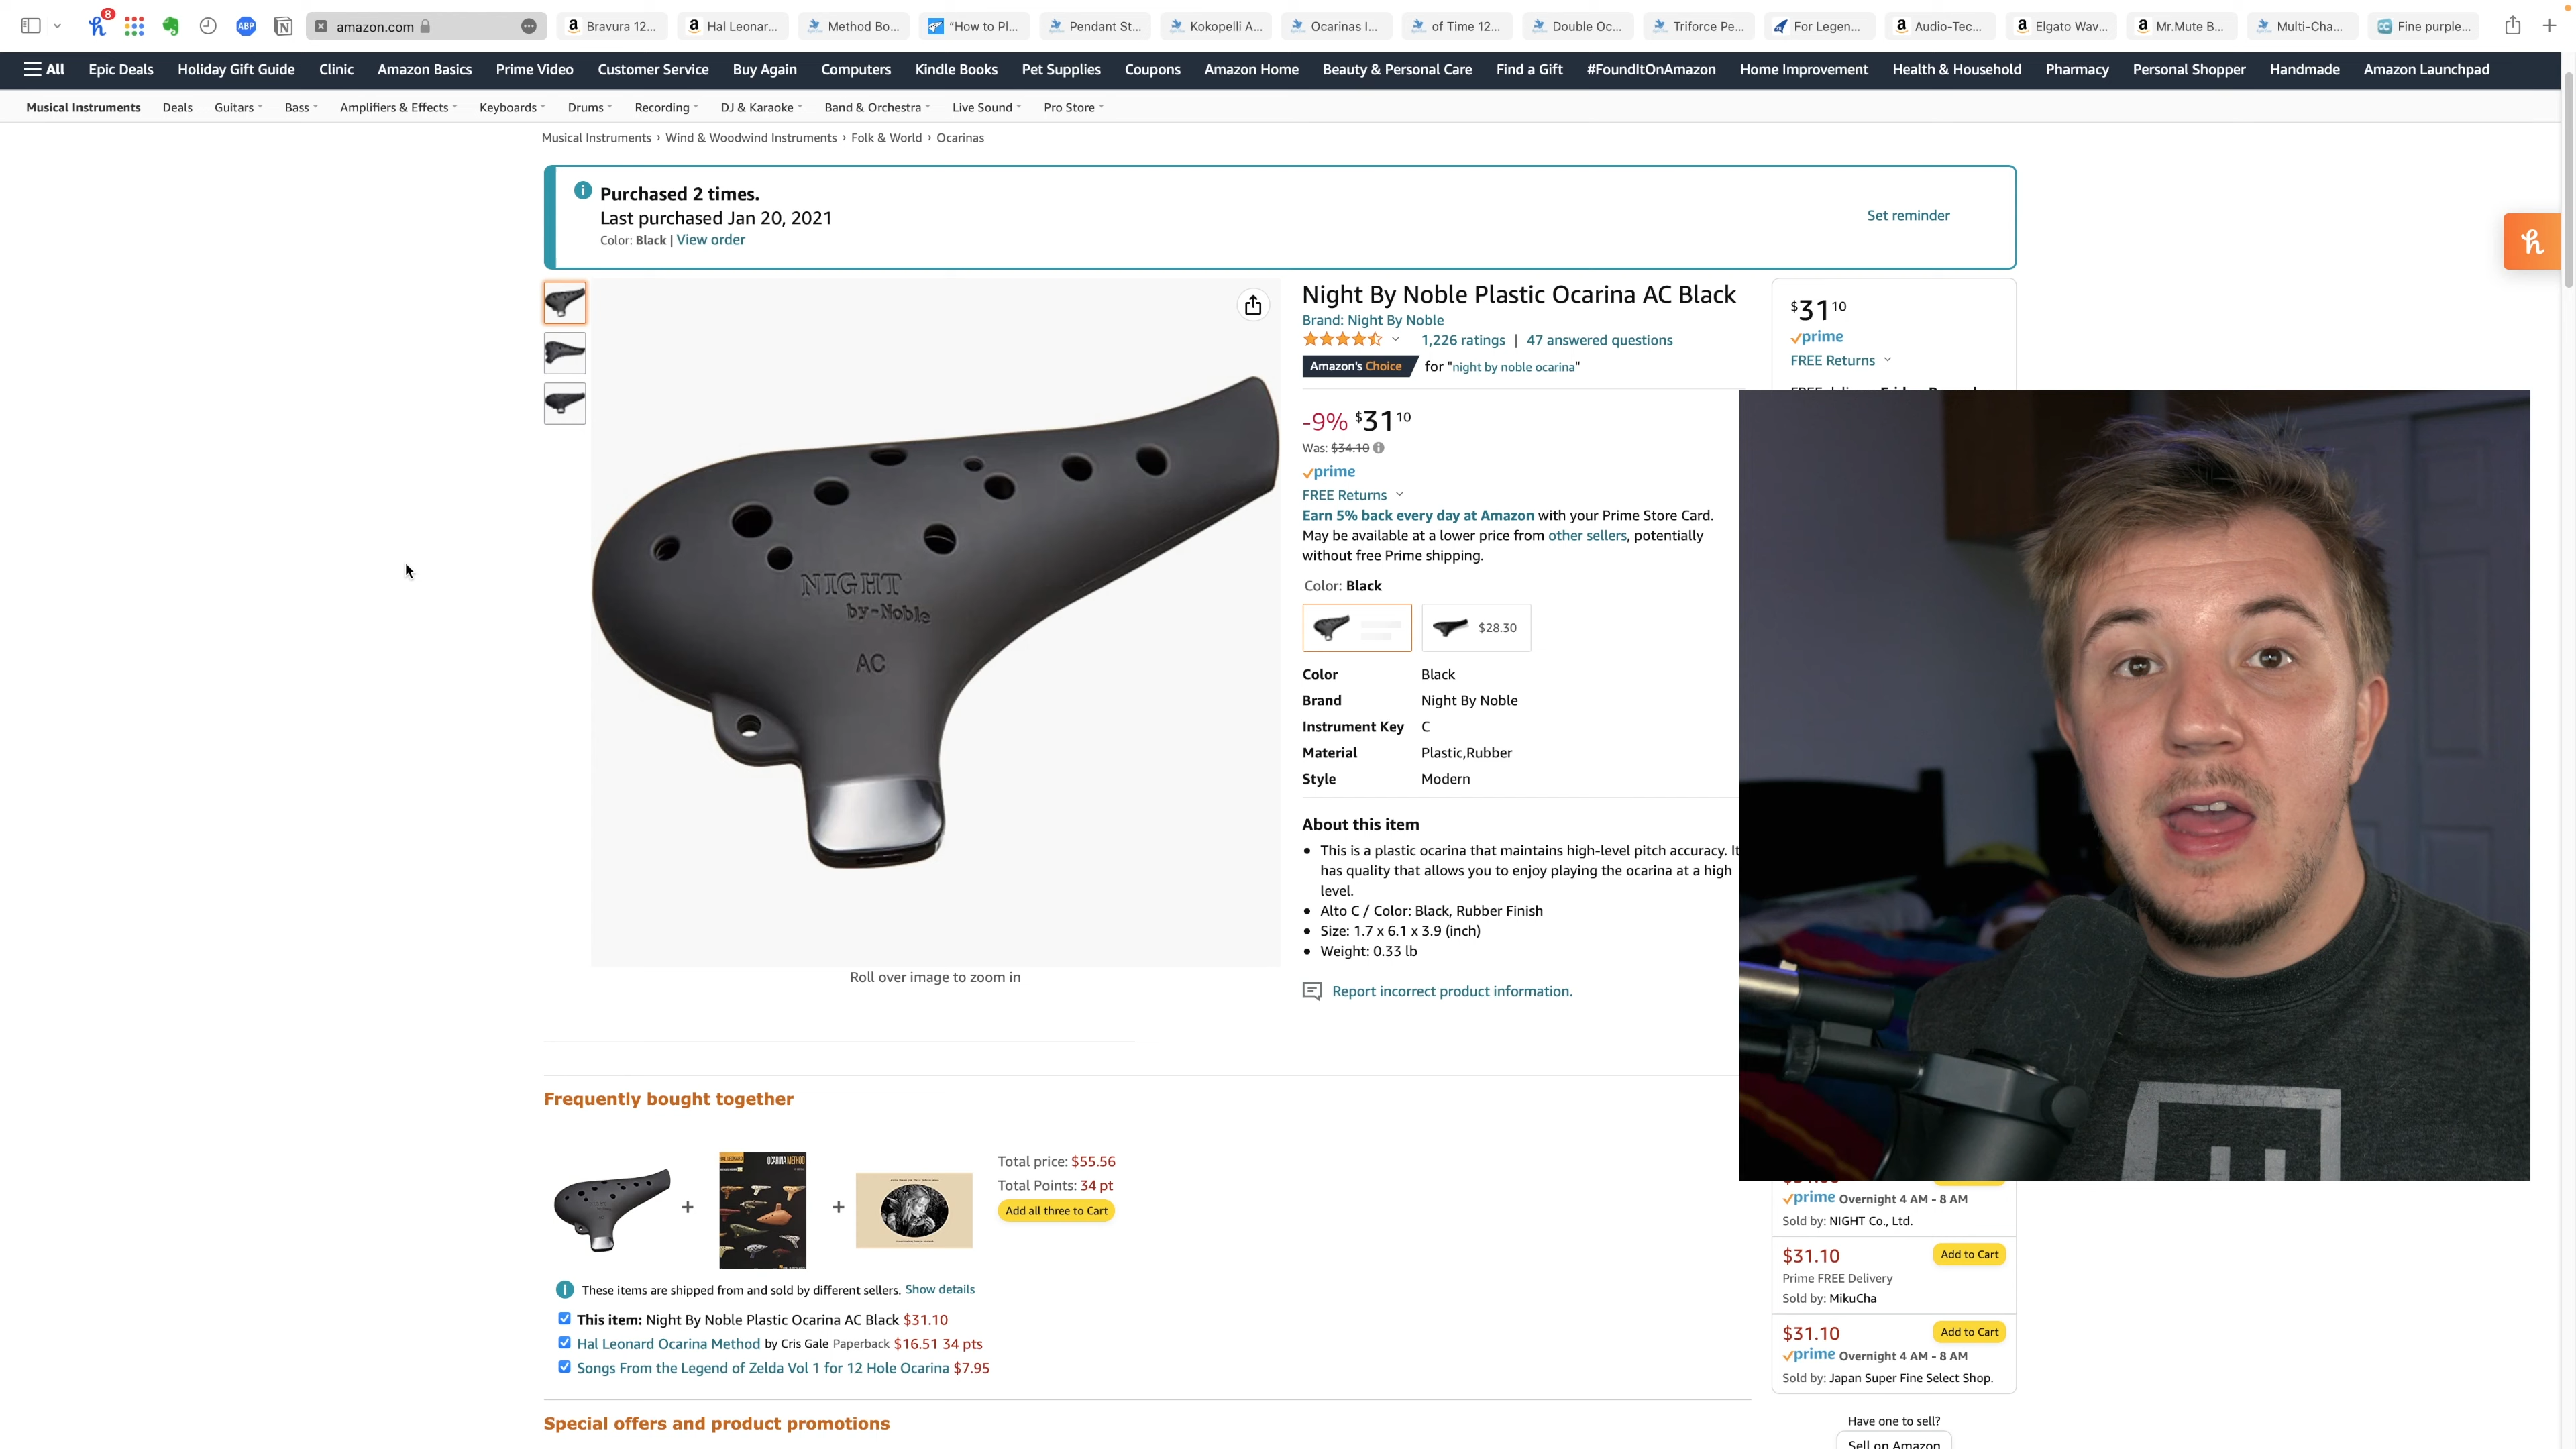 8
ABP
amazon.com
Bravura 12...
Hal Leonar...
Method Bo...
"How to Pl...
Pendant St...
Kokopelli A...
Ocarinas I...
of Time 12...
Double Oc...
Triforce Pe...
For Legen...
Audio-Tec...
Elgato Wav...
Mr.Mute B...
Multi-Cha...
Fine purple...
All Epic Deals Holiday Gift Guide Clinic Amazon Basics Prime Video Customer Service Buy Again Computers Kindle Books Pet Supplies Coupons Amazon Home Beauty & Personal Care Find a Gift #FoundItOnAmazon Home Improvement Health & Household Pharmacy Personal Shopper Handmade Amazon Launchpad
Musical Instruments Deals Guitars Bass Amplifiers & Effects Keyboards Drums Recording DJ & Karaoke Band & Orchestra Live Sound Pro Store
Musical Instruments › Wind & Woodwind Instruments › Folk & World › Ocarinas
Purchased 2 times.
Last purchased Jan 20, 2021
Color: Black | View order
Set reminder
NIGHT
by-Noble
AC
Roll over image to zoom in
Night By Noble Plastic Ocarina AC Black
Brand: Night By Noble
1,226 ratings | 47 answered questions
Amazon's Choice for "night by noble ocarina"
-9% $31 10
Was: $34.10
prime
FREE Returns
Earn 5% back every day at Amazon with your Prime Store Card.
May be available at a lower price from other sellers, potentially
without free Prime shipping.
Color: Black
$28.30
Color Black
Brand Night By Noble
Instrument Key C
Material Plastic,Rubber
Style Modern
About this item
• This is a plastic ocarina that maintains high-level pitch accuracy. It
has quality that allows you to enjoy playing the ocarina at a high
level.
• Alto C / Color: Black, Rubber Finish
• Size: 1.7 x 6.1 x 3.9 (inch)
• Weight: 0.33 lb
Report incorrect product information.
$31 10
prime
FREE Returns
Frequently bought together
HAL LEONARD OCARINA METHOD
+
+
Total price: $55.56
Total Points: 34 pt
Add all three to Cart
These items are shipped from and sold by different sellers. Show details
This item: Night By Noble Plastic Ocarina AC Black $31.10
Hal Leonard Ocarina Method by Cris Gale Paperback $16.51 34 pts
Songs From the Legend of Zelda Vol 1 for 12 Hole Ocarina $7.95
Special offers and product promotions
prime Overnight 4 AM - 8 AM
Sold by: NIGHT Co., Ltd.
$31.10 Add to Cart
Prime FREE Delivery
Sold by: MikuCha
$31.10 Add to Cart
prime Overnight 4 AM - 8 AM
Sold by: Japan Super Fine Select Shop.
Have one to sell?
Sell on Amazon